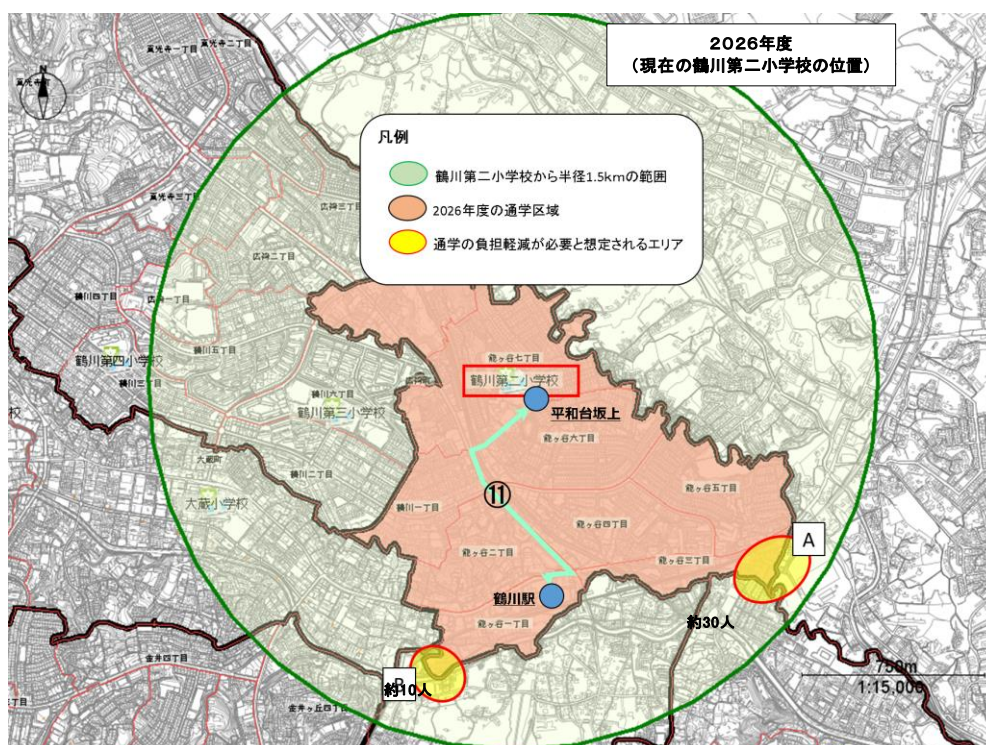 2026年度
（現在の鶴川第二小学校の位置）
真光寺一丁目
真光寺二丁目
真光寺町
N
凡例
鶴川第二小学校から半径1.5kmの範囲
2026年度の通学区域
通学の負担軽減が必要と想定されるエリア
真光寺三丁目
広袴三丁目
広袴二丁目
鶴川四丁目
広袴一丁目
鶴川五丁目
鶴川第四小学校
鶴川三丁目
能ヶ谷七丁目
鶴川第二小学校
広袴町
鶴川六丁目
鶴川第三小学校
平和台坂上
能ヶ谷六丁目
大蔵町
鶴川二丁目
大蔵小学校
能ヶ谷五丁目
⑪
鶴川一丁目
能ヶ谷四丁目
能ヶ谷二丁目
A
能ヶ谷三丁目
鶴川駅
約30人
能ヶ谷一丁目
金井四丁目
B
約10人
750m
1:15,000
金井ヶ丘四丁目